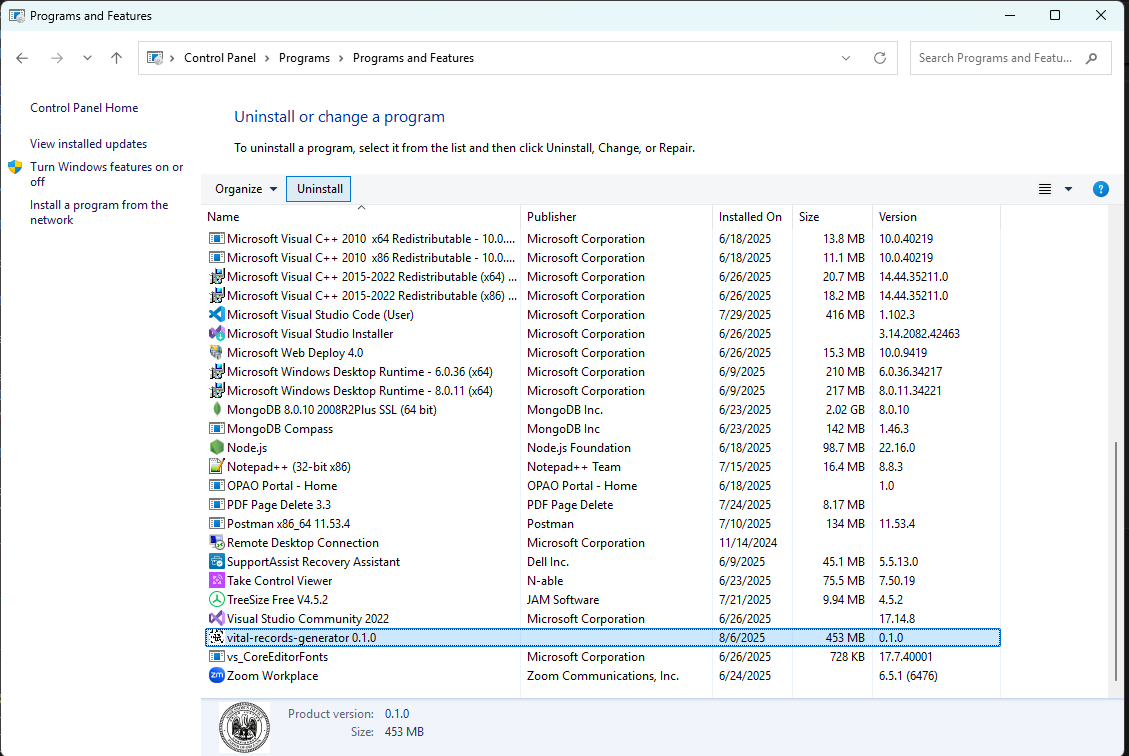 Programs and Features
Control Panel > Programs > Programs and Features
Search Programs and Featu...
Control Panel Home
View installed updates
Turn Windows features on or
off
Install a program from the
network
Uninstall or change a program
To uninstall a program, select it from the list and then click Uninstall, Change, or Repair.
Organize Uninstall
Name Publisher Installed On Size Version
Microsoft Visual C++ 2010 x64 Redistributable - 10.0.... Microsoft Corporation 6/18/2025 13.8 MB 10.0.40219
Microsoft Visual C++ 2010 x86 Redistributable - 10.0.... Microsoft Corporation 6/18/2025 11.1 MB 10.0.40219
Microsoft Visual C++ 2015-2022 Redistributable (x64) ... Microsoft Corporation 6/26/2025 20.7 MB 14.44.35211.0
Microsoft Visual C++ 2015-2022 Redistributable (x86) ... Microsoft Corporation 6/26/2025 18.2 MB 14.44.35211.0
Microsoft Visual Studio Code (User) Microsoft Corporation 7/29/2025 416 MB 1.102.3
Microsoft Visual Studio Installer Microsoft Corporation 6/26/2025 3.14.2082.42463
Microsoft Web Deploy 4.0 Microsoft Corporation 6/26/2025 15.3 MB 10.0.9419
Microsoft Windows Desktop Runtime - 6.0.36 (x64) Microsoft Corporation 6/9/2025 210 MB 6.0.36.34217
Microsoft Windows Desktop Runtime - 8.0.11 (x64) Microsoft Corporation 6/9/2025 217 MB 8.0.11.34221
MongoDB 8.0.10 2008R2Plus SSL (64 bit) MongoDB Inc. 6/23/2025 2.02 GB 8.0.10
MongoDB Compass MongoDB Inc 6/23/2025 142 MB 1.46.3
Node.js Node.js Foundation 6/18/2025 98.7 MB 22.16.0
Notepad++ (32-bit x86) Notepad++ Team 7/15/2025 16.4 MB 8.8.3
OPAO Portal - Home OPAO Portal - Home 6/18/2025 1.0
PDF Page Delete 3.3 PDF Page Delete 7/24/2025 8.17 MB
Postman x86_64 11.53.4 Postman 7/10/2025 134 MB 11.53.4
Remote Desktop Connection Microsoft Corporation 11/14/2024
SupportAssist Recovery Assistant Dell Inc. 6/9/2025 45.1 MB 5.5.13.0
Take Control Viewer N-able 6/23/2025 75.5 MB 7.50.19
TreeSize Free V4.5.2 JAM Software 7/21/2025 9.94 MB 4.5.2
Visual Studio Community 2022 Microsoft Corporation 6/26/2025 17.14.8
vital-records-generator 0.1.0 8/6/2025 453 MB 0.1.0
vs_CoreEditorFonts Microsoft Corporation 6/26/2025 728 KB 17.7.40001
zm Zoom Workplace Zoom Communications, Inc. 6/24/2025 6.5.1 (6476)
Product version: 0.1.0
Size: 453 MB